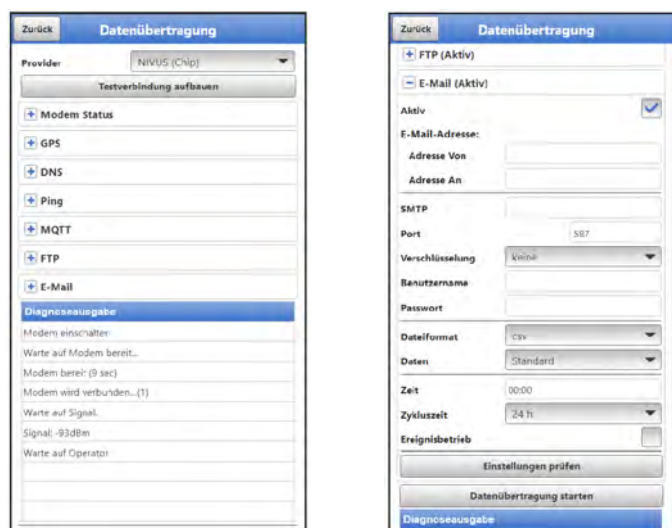 Zurück
Datenübertragung
Provider
NIVUS (Chip)
Testverbindung aufbauen
Modem Status
GPS
DNS
Ping
MQTT
FTP
E-Mail
Diagnoseausgabe
Modem einschalten
Warte auf Modem bereit...
Modem bereit (9 sec)
Modem wird verbunden...(1)
Warte auf Signal.
Signal: -93dBm
Warte auf Operator
Zurück
Datenübertragung
FTP (Aktiv)
E-Mail (Aktiv)
Aktiv
E-Mail-Adresse:
Adresse Von
Adresse An
SMTP
Port
587
Verschlüsselung
keine
Benutzername
Passwort
Dateiformat
csv
Daten
Standard
Zeit
00:00
Zykluszeit
24 h
Ereignisbetrieb
Einstellungen prüfen
Datenübertragung starten
Diagnoseausgabe